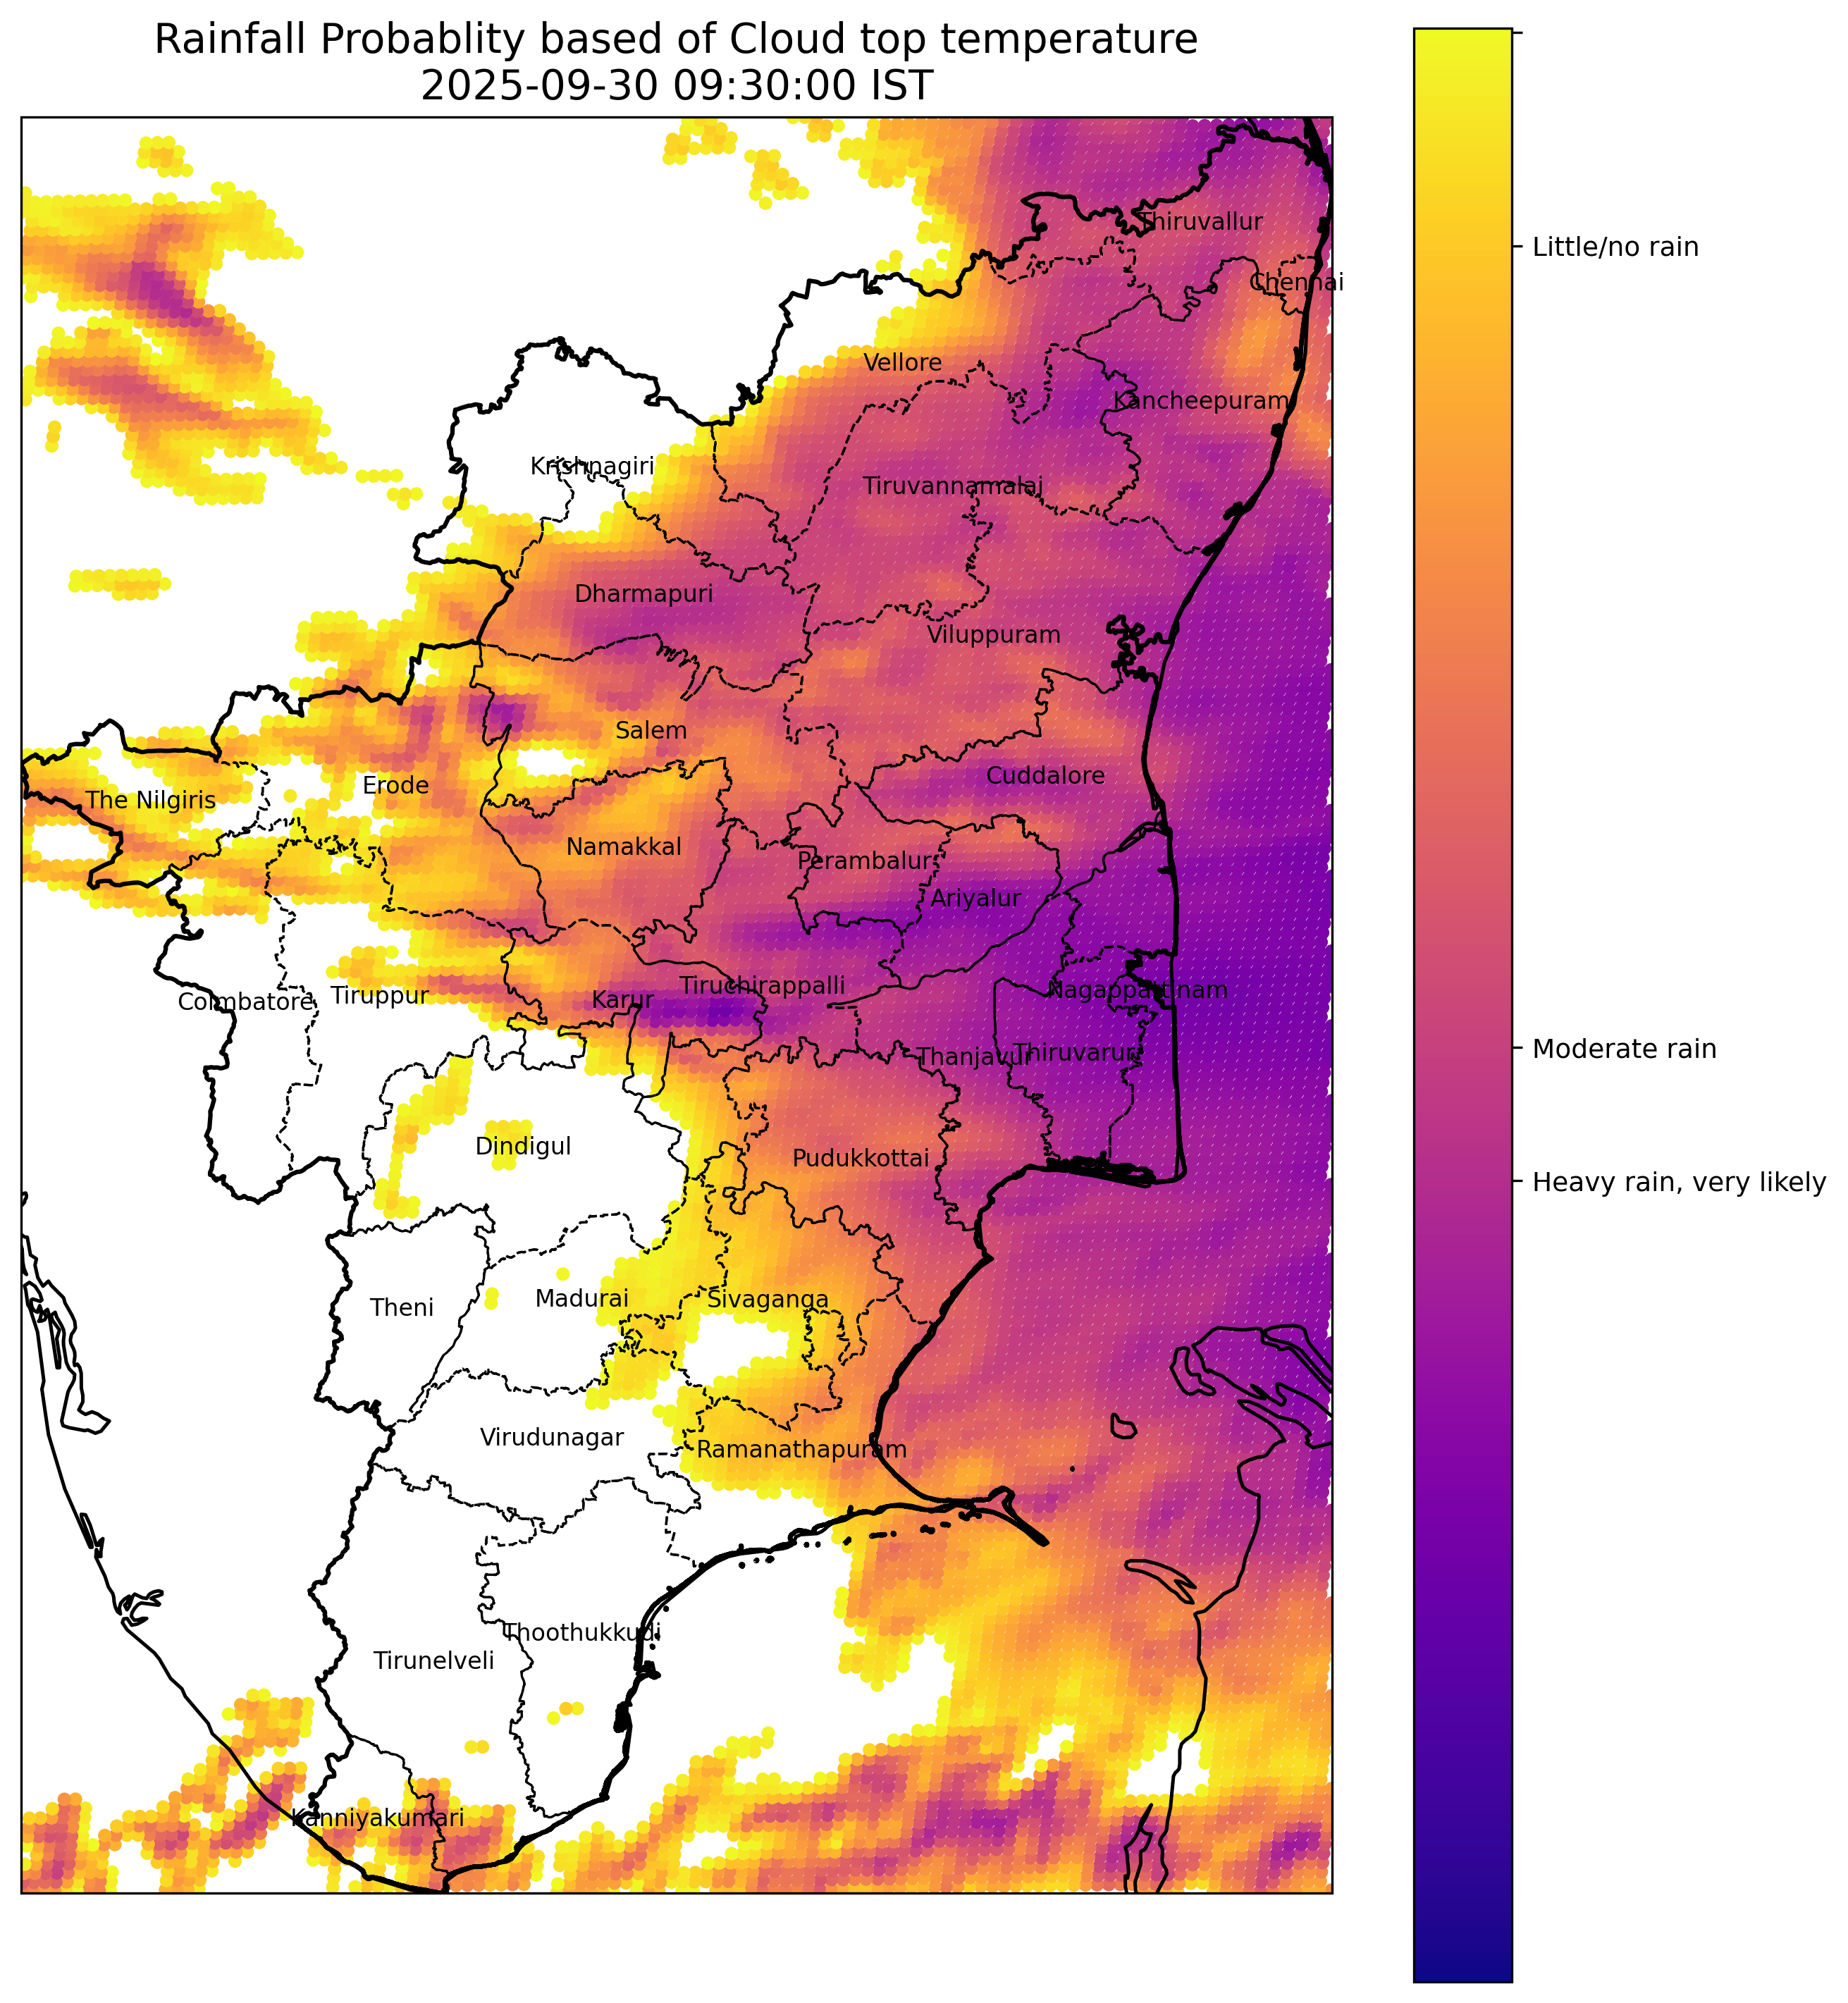 Rainfall Probablity based of Cloud top temperature
2025-09-30 09:30:00 IST
Thiruvallur
Little/no rain
Chennai
Vellore
Kancheepuram
Krishnagiri
Tiruvannamalai
Dharmapuri
Viluppuram
Salem
Cuddalore
Erode
The Nilgiris
Namakkal
Perambalur
Ariyalur
Tiruchirappalli
Nagappattinam
Karur
Tiruppur
Coimbatore
Thanjavur
Thiruvarur
Moderate rain
Dindigul
Pudukkottai
Heavy rain, very likely
Madurai
Sivaganga
Theni
Virudunagar
Ramanathapuram
Thoothukkudi
Tirunelveli
Kanniyakumari